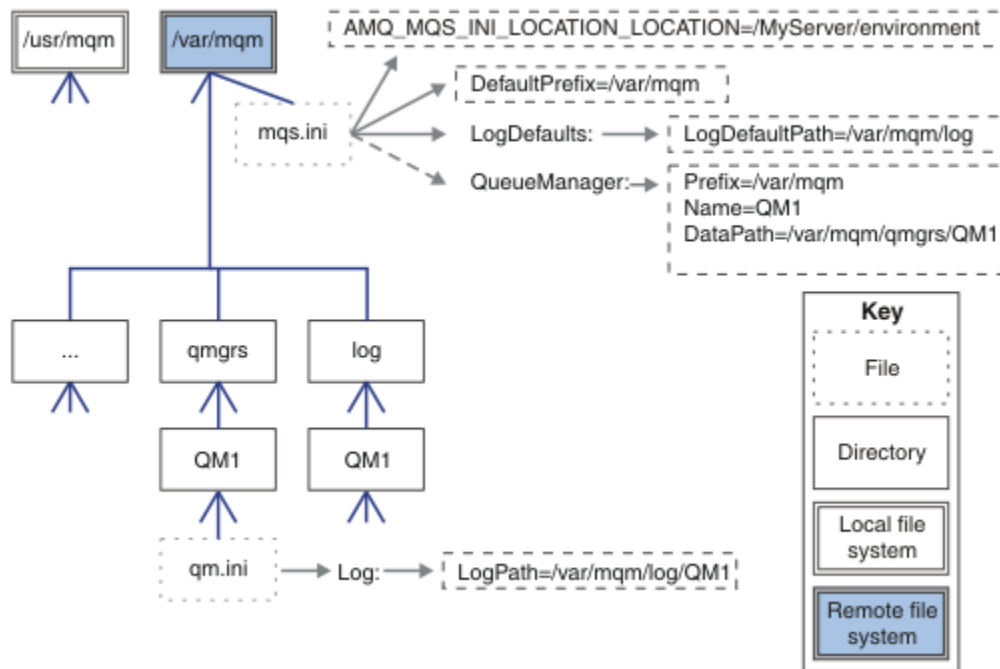 /usr/mqm
/var/mqm
AMQ_MQS_INI_LOCATION_LOCATION=/MyServer/environment
DefaultPrefix=/var/mqm
mqs.ini
LogDefaults:
LogDefaultPath=/var/mqm/log
QueueManager:
Prefix=/var/mqm
Name=QM1
DataPath=/var/mqm/qmgrs/QM1
...
qmgrs
log
QM1
QM1
qm.ini
Log:
LogPath=/var/mqm/log/QM1
Key
File
Directory
Local file
system
Remote file
system